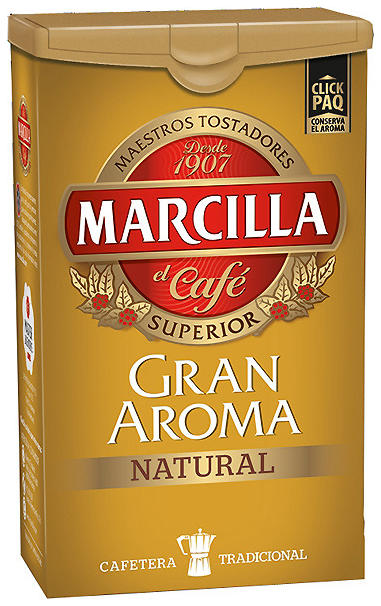 CLICK
PAQ
CONSERVA
EL AROMA
MAESTROS TOSTADORES
Desde
1907
MARCILLA
el Café
SUPERIOR
GRAN
AROMA
NATURAL
CAFETERA TRADICIONAL